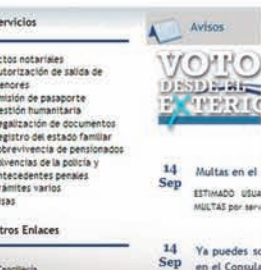 ervicios
ctos notariales
utorización de salida de
enores
misión de pasaporte
estión humanitaria
egalización de documentos
egistro del estado familiar
obrevivencia de pensionados
olvencias de la policía y
ntecedentes penales
rámites varios
isas
tros Enlaces
Avisos
VOTO
DESDE EL
EXTERIO
14
Sep
Multas en el
ESTIMADO USUA
MULTAS por serv
14
Sep
Ya puedes so
en el Consula